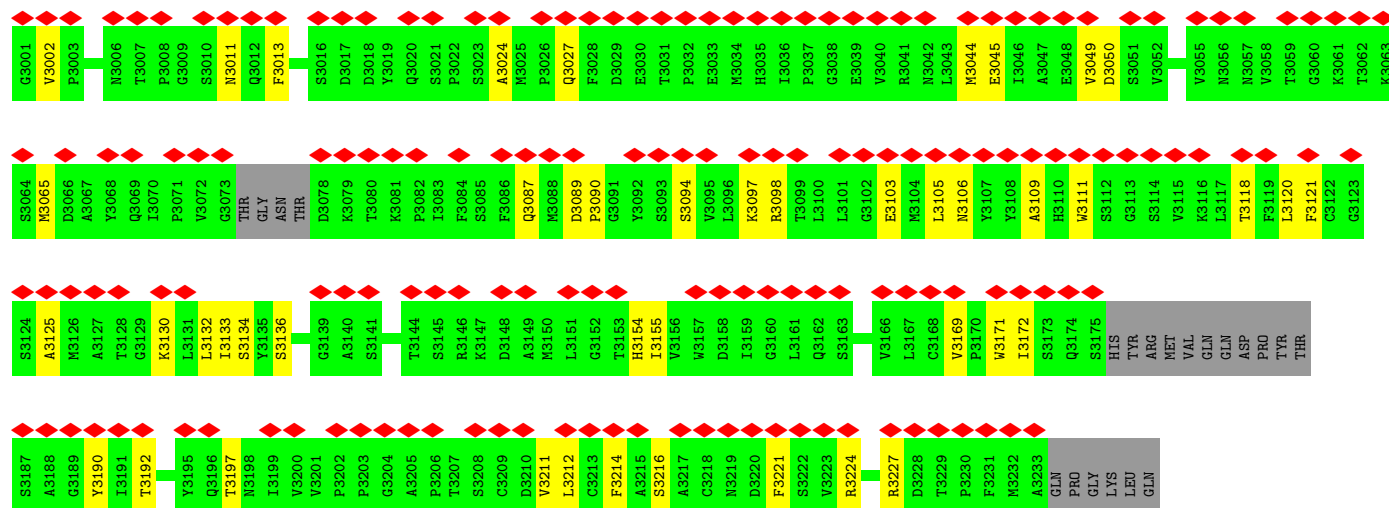 G3001 V3002 P3003 N3006 T3007 P3008 G3009 S3010 N3011 Q3012 F3013 S3016 D3017 D3018 Y3019 Q3020 S3021 P3022 S3023 A3024 M3025 P3026 Q3027 F3028 D3029 E3030 T3031 P3032 E3033 M3034 H3035 I3036 P3037 G3038 E3039 V3040 R3041 N3042 L3043 M3044 E3045 I3046 A3047 E3048 V3049 D3050 S3051 V3052 V3055 N3056 N3057 V3058 T3059 G3060 K3061 T3062 K3063
S3064 M3065 D3066 A3067 Y3068 Q3069 I3070 P3071 V3072 G3073 THR GLY ASN THR D3078 K3079 T3080 K3081 P3082 I3083 F3084 S3085 F3086 Q3087 M3088 D3089 P3090 G3091 Y3092 S3093 S3094 V3095 L3096 K3097 R3098 T3099 L3100 L3101 G3102 E3103 M3104 L3105 N3106 Y3107 Y3108 A3109 H3110 W3111 S3112 G3113 S3114 V3115 K3116 L3117 T3118 F3119 L3120 F3121 C3122 G3123
S3124 A3125 M3126 A3127 T3128 G3129 K3130 L3131 L3132 I3133 S3134 Y3135 S3136 G3139 A3140 S3141 T3144 S3145 R3146 K3147 D3148 A3149 M3150 L3151 G3152 T3153 H3154 I3155 V3156 W3157 D3158 I3159 G3160 L3161 Q3162 S3163 V3166 L3167 C3168 V3169 P3170 W3171 I3172 S3173 Q3174 S3175 HIS TYR ARG MET VAL GLN GLN ASP PRO TYR THR
S3187 A3188 G3189 Y3190 I3191 T3192 Y3195 Q3196 T3197 N3198 I3199 V3200 V3201 P3202 P3203 G3204 A3205 P3206 T3207 S3208 C3209 D3210 V3211 L3212 C3213 F3214 A3215 S3216 A3217 C3218 N3219 D3220 F3221 S3222 V3223 R3224 R3227 D3228 T3229 P3230 F3231 M3232 A3233 GLN PRO GLY LYS LEU GLN